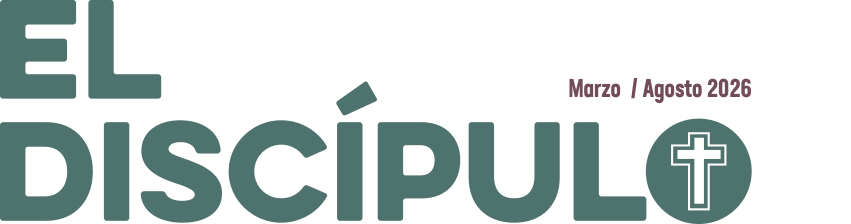 EL
Marzo / Agosto 2026
DISCÍPULO